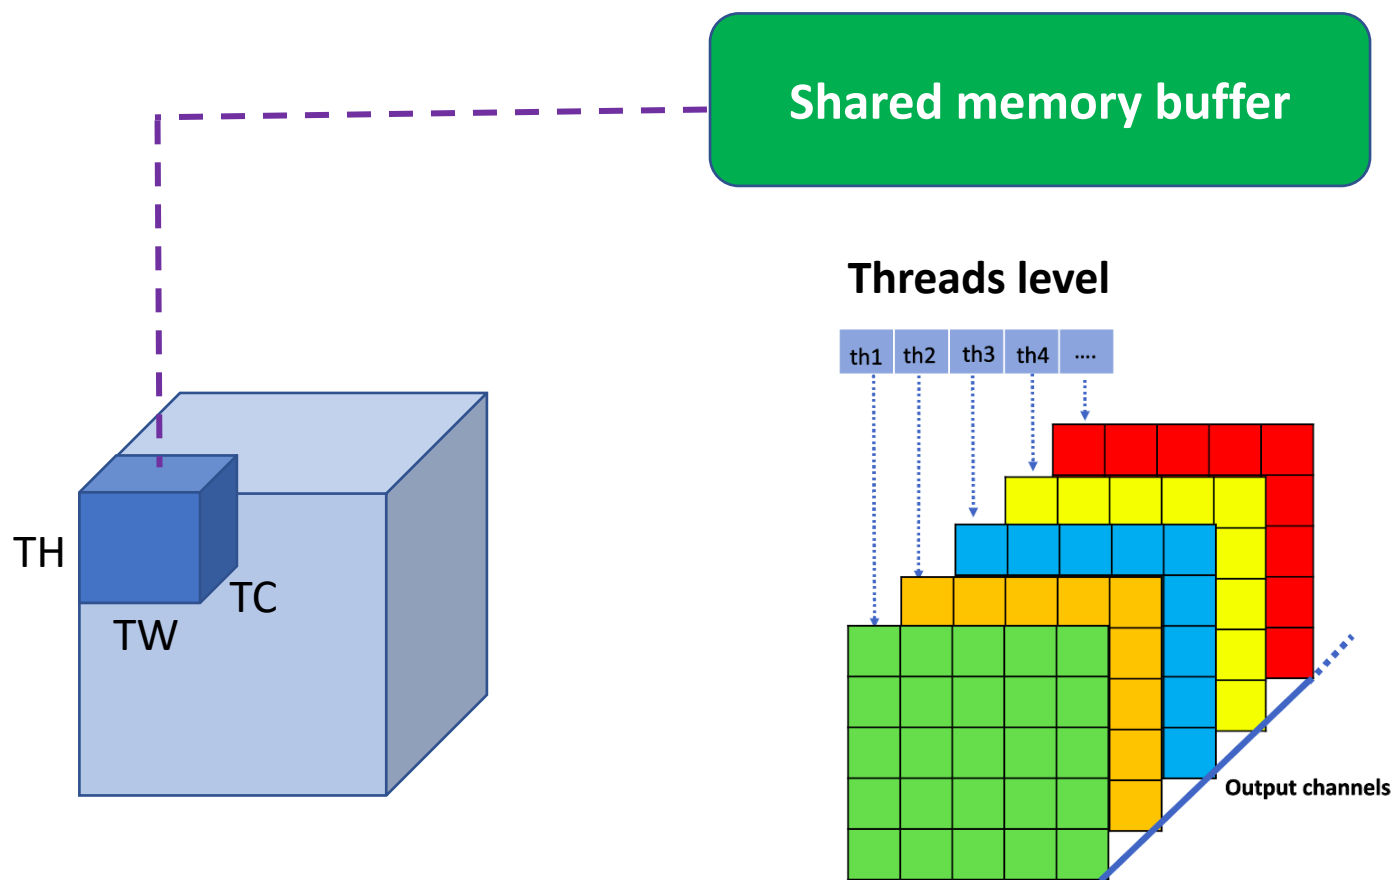 Shared memory buffer
Threads level
th1 th2 th3 th4 ....
TH
TC
TW
Output channels